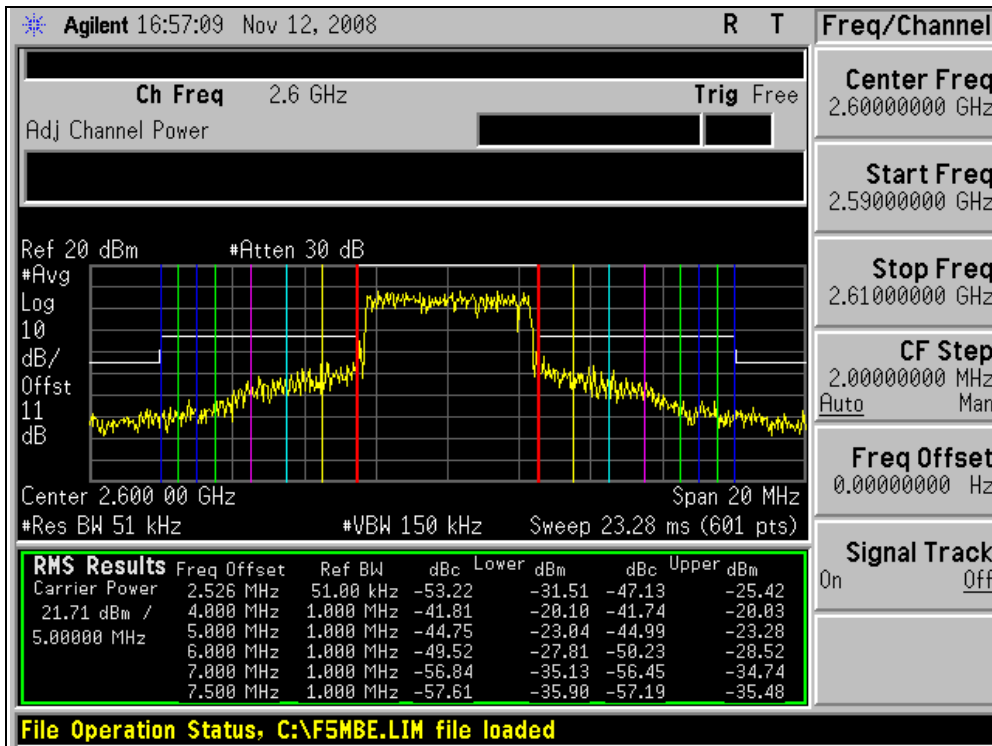 Agilent 16:57:09 Nov 12, 2008 R T
Ch Freq 2.6 GHz Trig Free
Adj Channel Power
Ref 20 dBm #Atten 30 dB
#Avg
Log
10
dB/
Offst
11
dB
Center 2.600 00 GHz Span 20 MHz
#Res BW 51 kHz #VBW 150 kHz Sweep 23.28 ms (601 pts)
RMS Results Freq Offset Ref BW dBc Lower dBm dBc Upper dBm
Carrier Power 2.526 MHz 51.00 kHz -53.22 -31.51 -47.13 -25.42
21.71 dBm / 4.000 MHz 1.000 MHz -41.81 -20.10 -41.74 -20.03
5.00000 MHz 5.000 MHz 1.000 MHz -44.75 -23.04 -44.99 -23.28
6.000 MHz 1.000 MHz -49.52 -27.81 -50.23 -28.52
7.000 MHz 1.000 MHz -56.84 -35.13 -56.45 -34.74
7.500 MHz 1.000 MHz -57.61 -35.90 -57.19 -35.48
File Operation Status, C:\F5MBE.LIM file loaded
Freq/Channel
Center Freq
2.60000000 GHz
Start Freq
2.59000000 GHz
Stop Freq
2.61000000 GHz
CF Step
2.00000000 MHz
Auto Man
Freq Offset
0.00000000 Hz
Signal Track
On Off